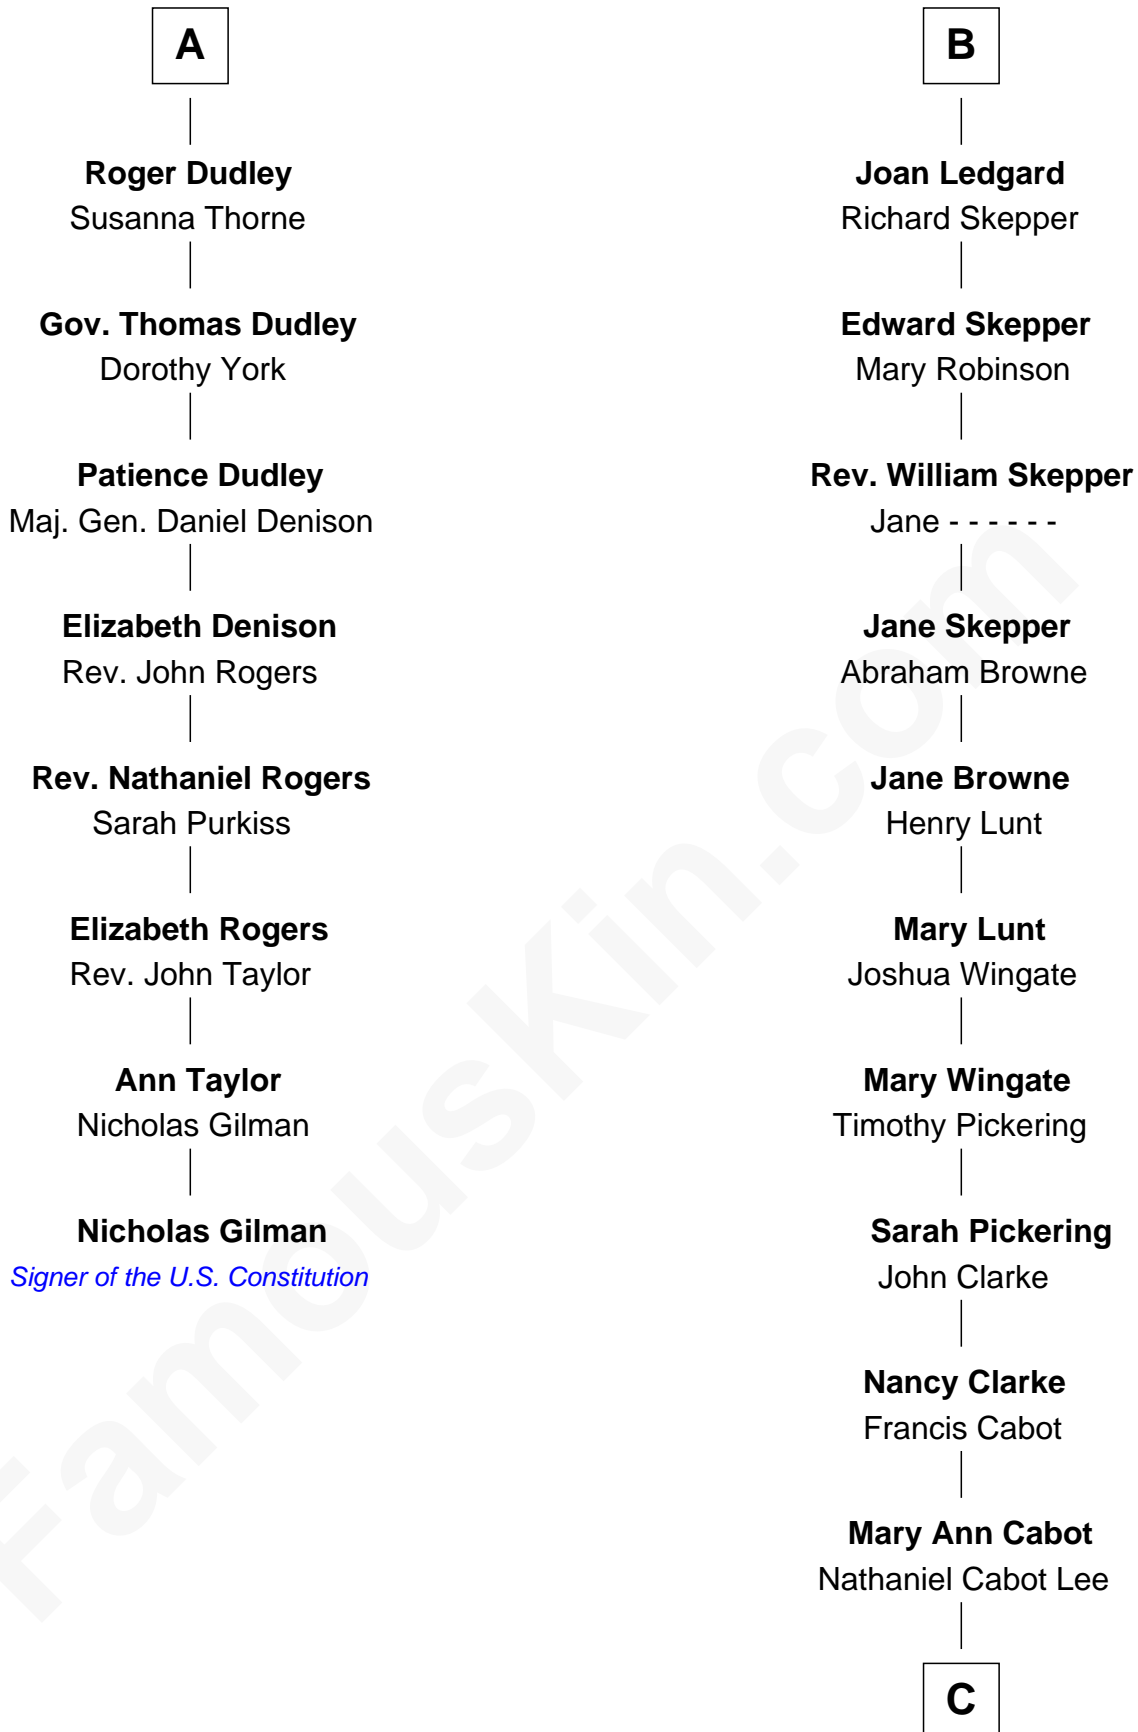 A
Roger Dudley
Susanna Thorne
Gov. Thomas Dudley
Dorothy York
Patience Dudley
Maj. Gen. Daniel Denison
Elizabeth Denison
Rev. John Rogers
Rev. Nathaniel Rogers
Sarah Purkiss
Elizabeth Rogers
Rev. John Taylor
Ann Taylor
Nicholas Gilman
Nicholas Gilman
Signer of the U.S. Constitution
B
Joan Ledgard
Richard Skepper
Edward Skepper
Mary Robinson
Rev. William Skepper
Jane - - - - - -
Jane Skepper
Abraham Browne
Jane Browne
Henry Lunt
Mary Lunt
Joshua Wingate
Mary Wingate
Timothy Pickering
Sarah Pickering
John Clarke
Nancy Clarke
Francis Cabot
Mary Ann Cabot
Nathaniel Cabot Lee
C
FamousKin.com